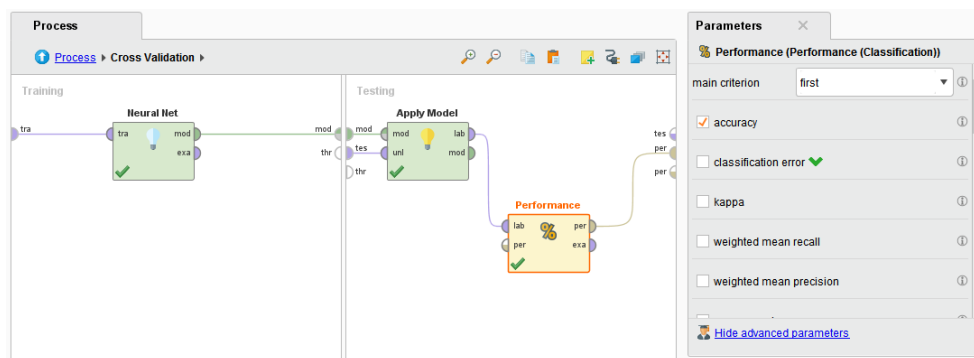 Process
Process ▸ Cross Validation ▸
Training
Neural Net
tra
tra
mod
exa
mod
thr
Testing
Apply Model
mod
tes
thr
mod
unl
lab
mod
Performance
lab
per
per
exa
tes
per
per
Parameters
% Performance (Performance (Classification))
main criterion
first
accuracy
classification error
kappa
weighted mean recall
weighted mean precision
Hide advanced parameters